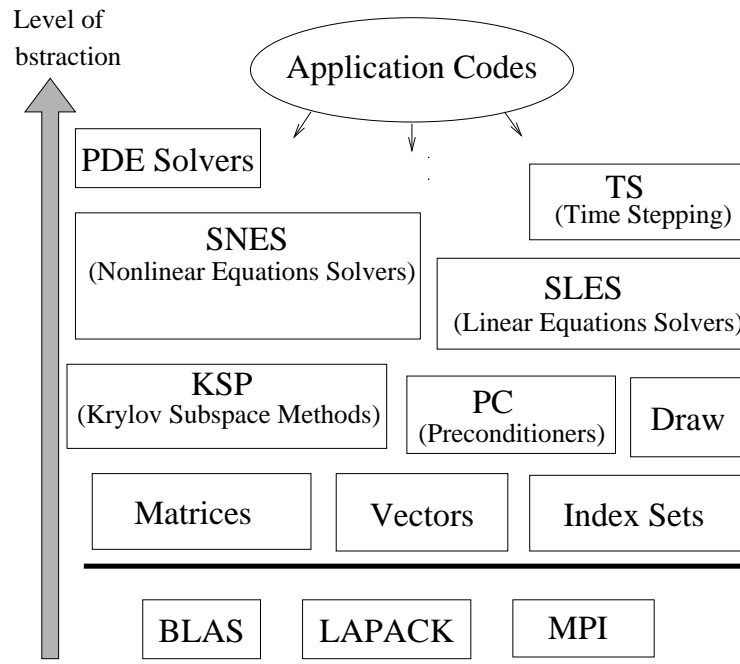 Level of
bstraction
Application Codes
PDE Solvers
TS
(Time Stepping)
SNES
(Nonlinear Equations Solvers)
SLES
(Linear Equations Solvers)
KSP
(Krylov Subspace Methods)
PC
(Preconditioners)
Draw
Matrices
Vectors
Index Sets
BLAS
LAPACK
MPI